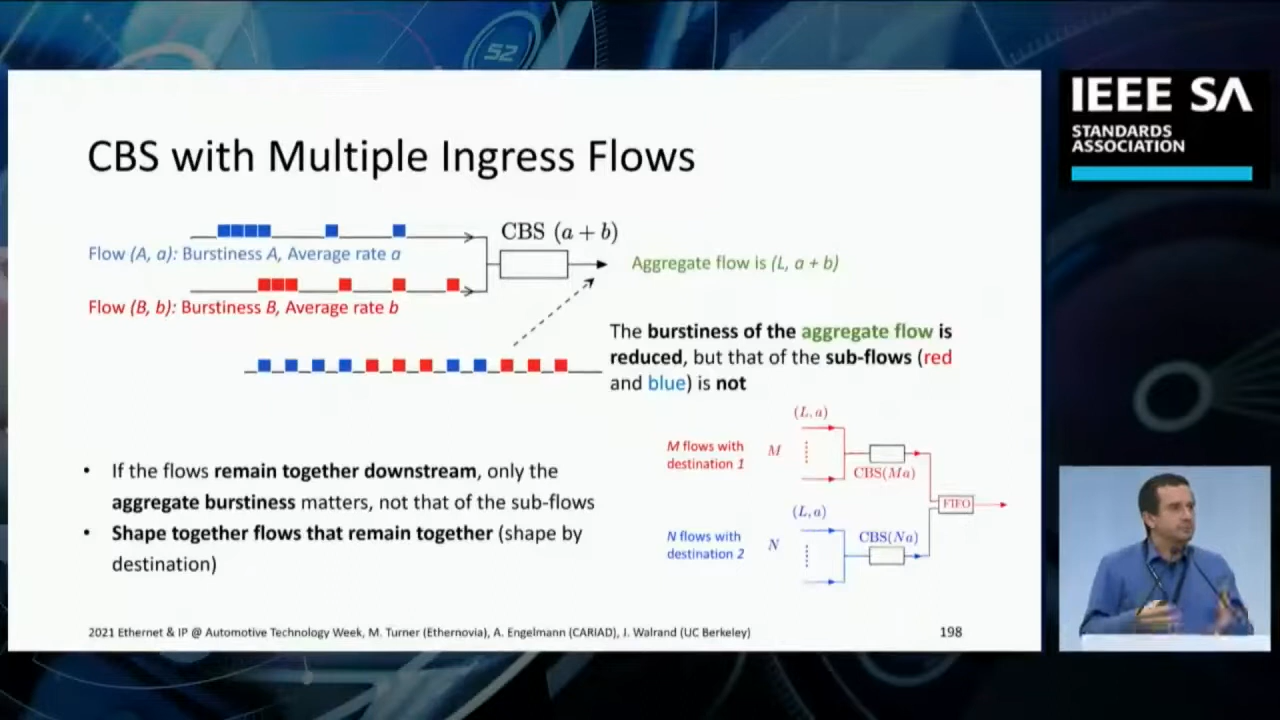 52
IEEE SA
STANDARDS
ASSOCIATION
CBS with Multiple Ingress Flows
CBS (a + b)
Flow (A, a): Burstiness A, Average rate a
Aggregate flow is (L, a + b)
Flow (B, b): Burstiness B, Average rate b
The burstiness of the aggregate flow is
reduced, but that of the sub-flows (red
and blue) is not
(L, a)
M flows with
destination 1
M
CBS(Ma)
FIFO
(L, a)
N flows with
destination 2
N
CBS(Na)
• If the flows remain together downstream, only the
aggregate burstiness matters, not that of the sub-flows
• Shape together flows that remain together (shape by
destination)
2021 Ethernet & IP @ Automotive Technology Week, M. Turner (Ethernovia), A. Engelmann (CARIAD), J. Walrand (UC Berkeley)
198